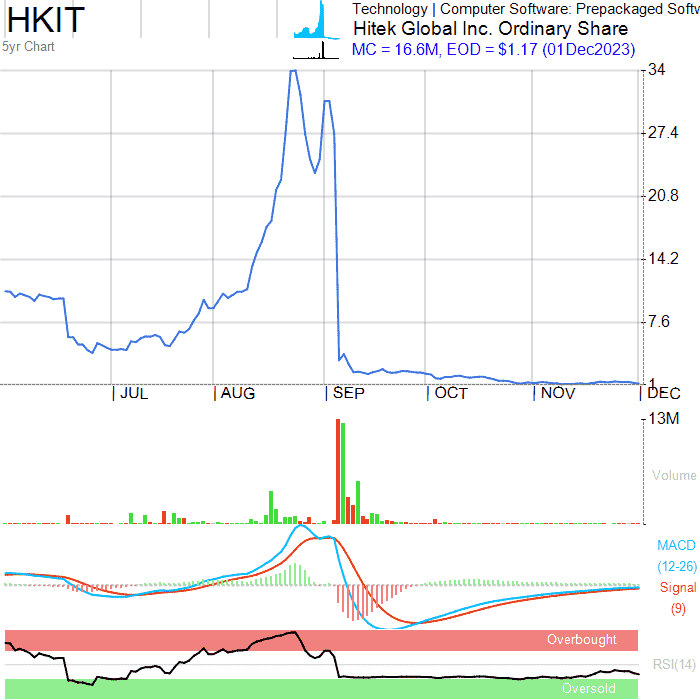 HKIT
5yr Chart
Technology | Computer Software: Prepackaged Softw
Hitek Global Inc. Ordinary Share
MC = 16.6M, EOD = $1.17 (01Dec2023)
34
27.4
20.8
14.2
7.6
1
JUL AUG SEP OCT NOV DEC
13M
Volume
MACD
(12-26)
Signal
(9)
Overbought
RSI(14)
Oversold